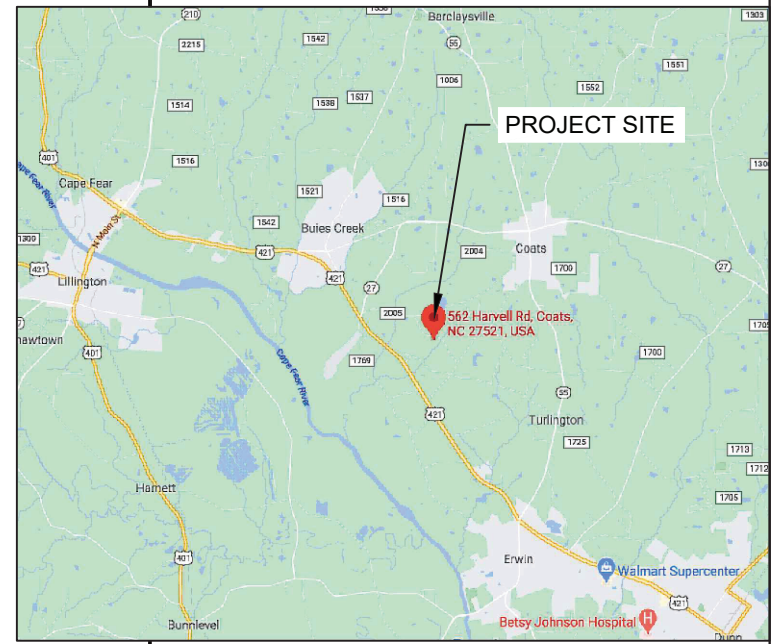 Barclaysville
210
1303
2215
1542
55
1006
1551
1514
1538
1537
1552
PROJECT SITE
401
1516
Cape Fear River
Cape Fear
1521
1516
N Main St
1542
Buies Creek
1300
421
421
2004
Coats
1700
27
421
Lillington
27
2005
562 Harvell Rd, Coats,
NC 27521, USA
401
Cape Fear River
1769
1700
55
421
Turlington
1725
1713
1712
Harnett
1705
401
Erwin
Walmart Supercenter
421
Bunnlevel
Betsy Johnson Hospital
H